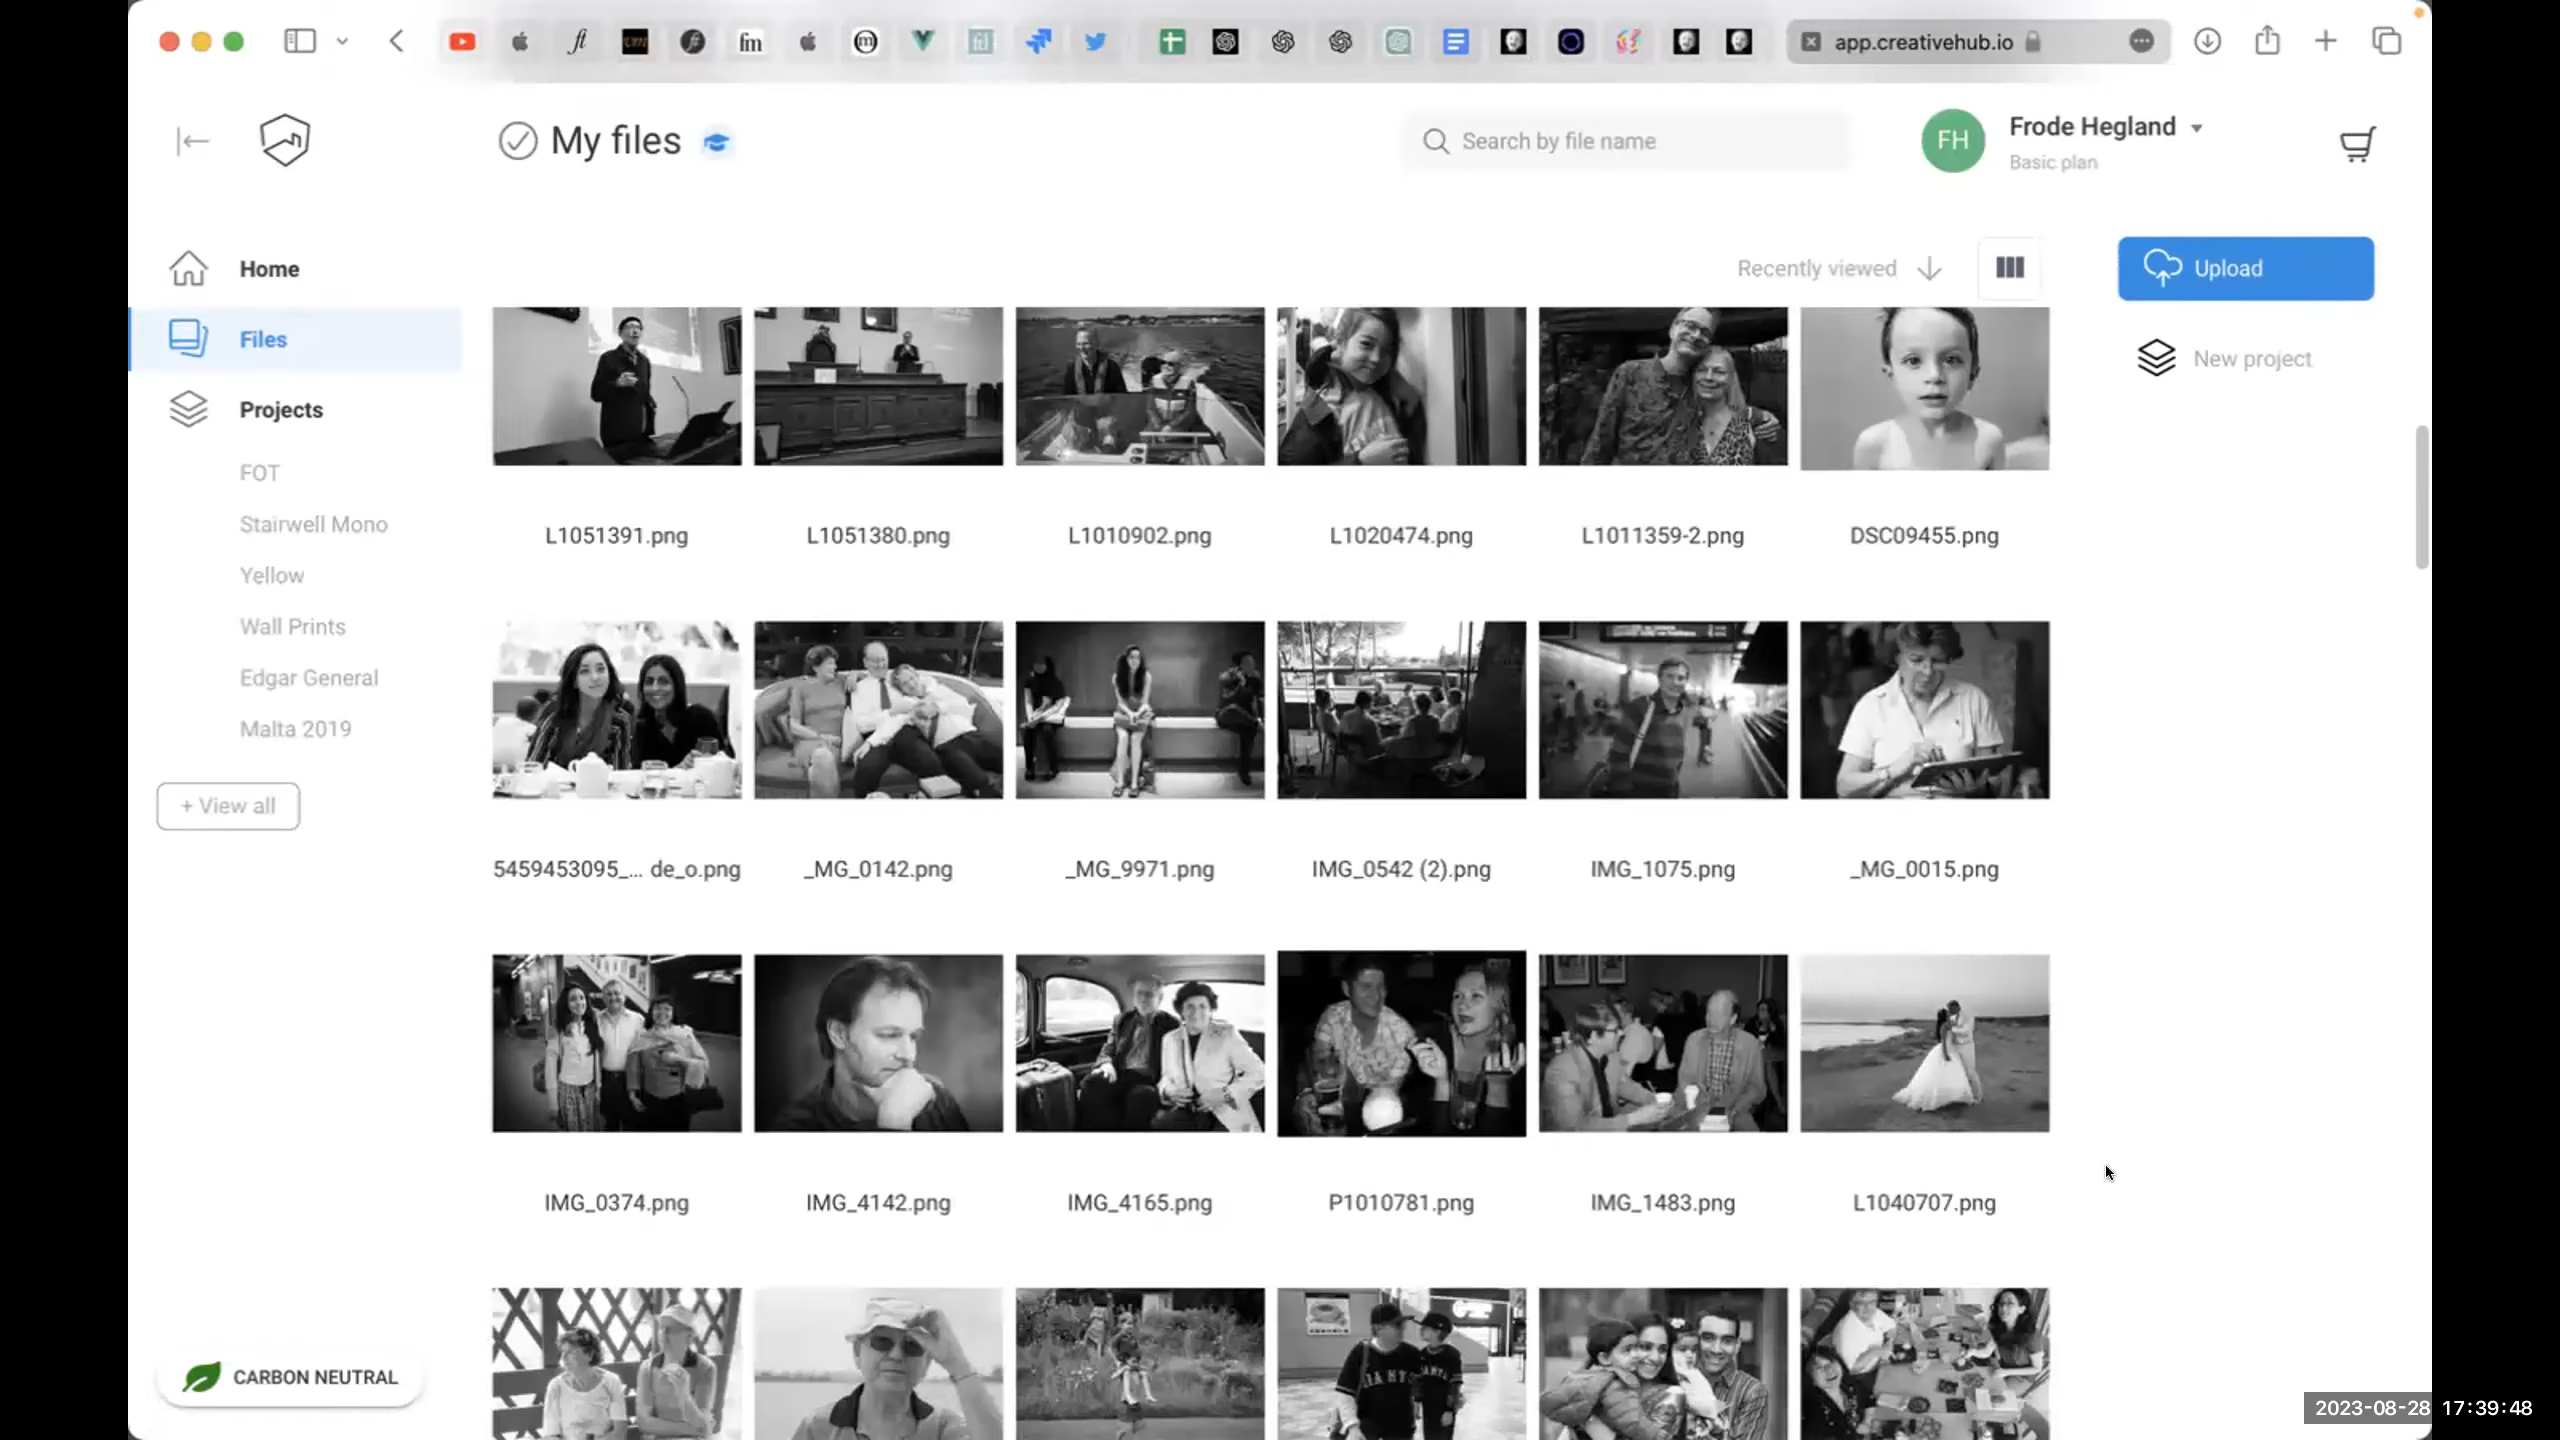 app.creativehub.io
My files
Search by file name
FH
Frode Hegland
Basic plan
Home
Files
Projects
FOT
Stairwell Mono
Yellow
Wall Prints
Edgar General
Malta 2019
+ View all
Recently viewed
Upload
New project
L1051391.png
L1051380.png
L1010902.png
L1020474.png
L1011359-2.png
DSC09455.png
5459453095_... de_o.png
_MG_0142.png
_MG_9971.png
IMG_0542 (2).png
IMG_1075.png
_MG_0015.png
IMG_0374.png
IMG_4142.png
IMG_4165.png
P1010781.png
IMG_1483.png
L1040707.png
CARBON NEUTRAL
2023-08-28 17:39:48